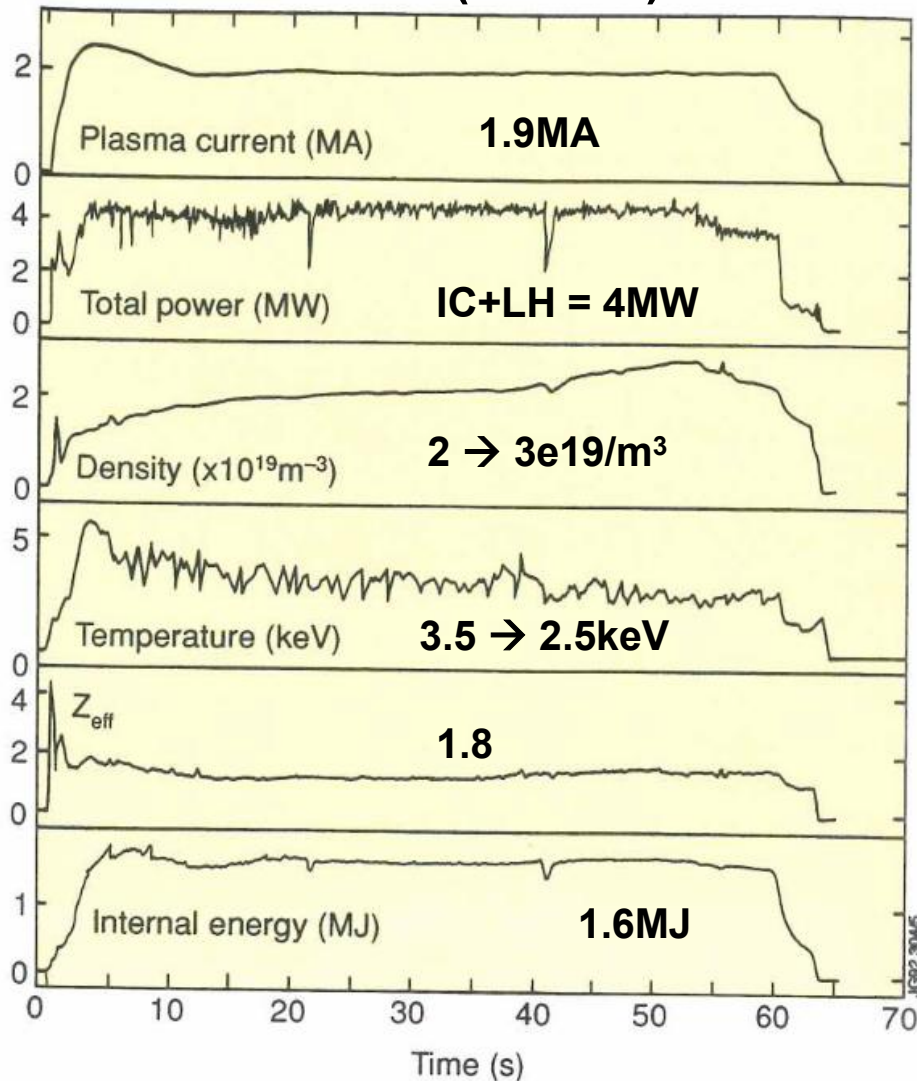 2
0
Plasma current (MA)
1.9MA
4
2
0
Total power (MW)
IC+LH = 4MW
2
0
Density (x10¹⁹m⁻³)
2 → 3e19/m³
5
0
Temperature (keV)
3.5 → 2.5keV
4
2
0
Zeff
1.8
1
0
Internal energy (MJ)
1.6MJ
0 10 20 30 40 50 60 70
Time (s)